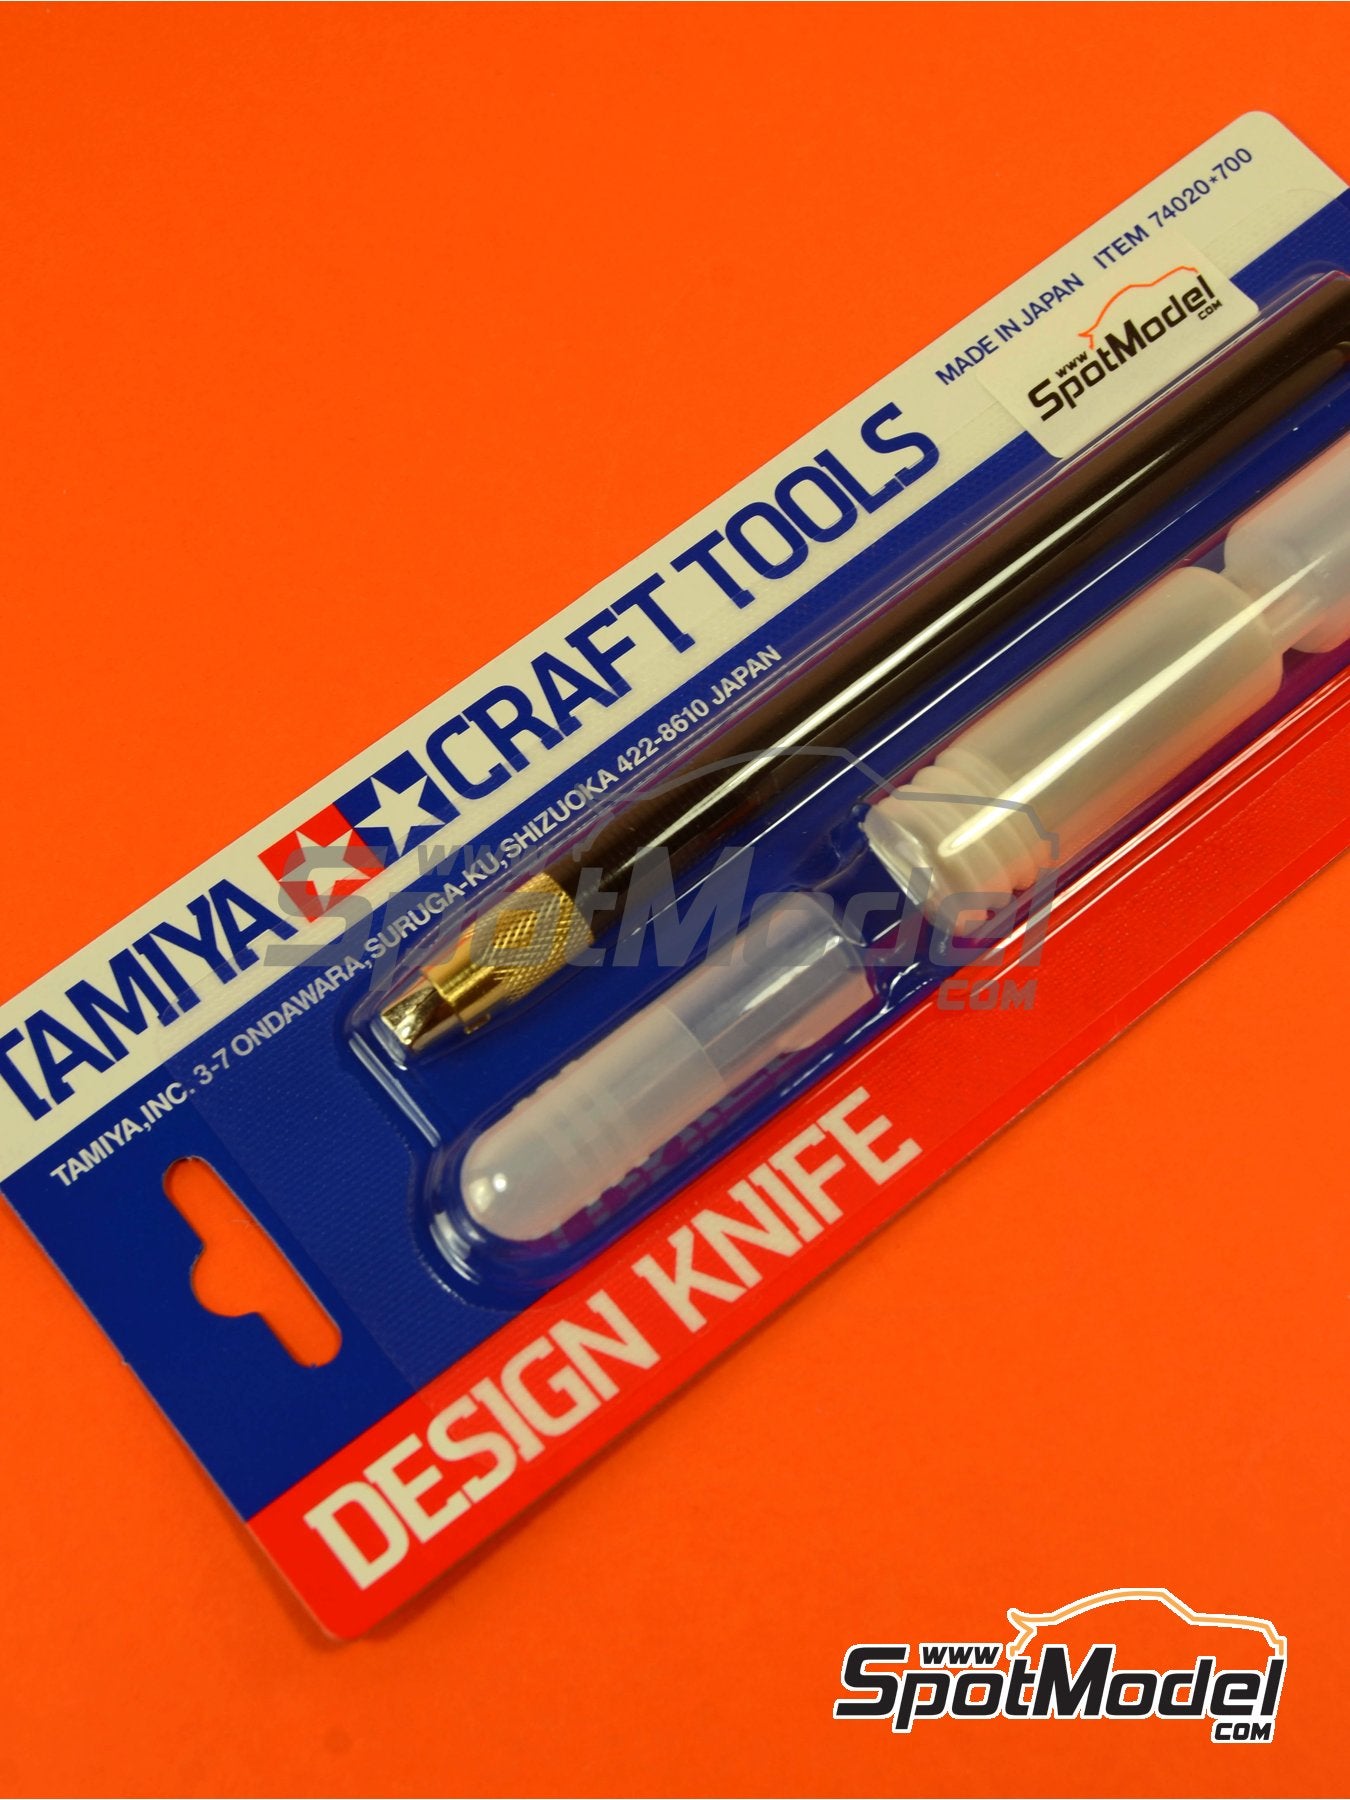 MADE IN JAPAN ITEM 74020*700
www
SpotModel
.COM
TAMIYA CRAFT TOOLS
TAMIYA,INC. 3-7 ONDAWARA,SURUGA-KU,SHIZUOKA 422-8610 JAPAN
www
SpotModel
.COM
DESIGN KNIFE
www
SpotModel
.COM